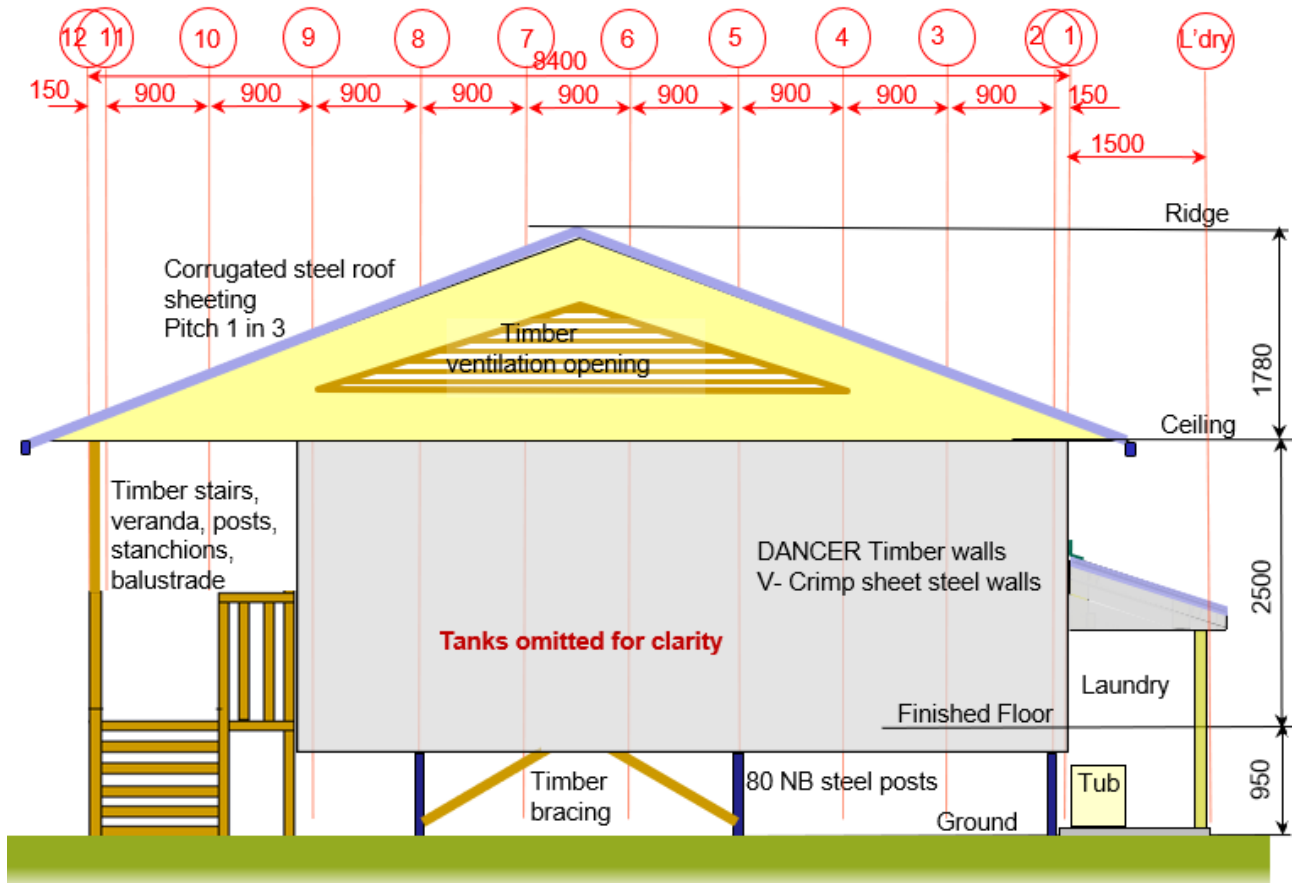 12 11 10 9 8 7 6 5 4 3 2 1 L'dry
8400
150 900 900 900 900 900 900 900 900 900 150
1500
Ridge
Corrugated steel roof
sheeting
Pitch 1 in 3
Timber
ventilation opening
1780
Ceiling
Timber stairs,
veranda, posts,
stanchions,
balustrade
DANCER Timber walls
V- Crimp sheet steel walls
2500
Tanks omitted for clarity
Laundry
Finished Floor
Timber
bracing
80 NB steel posts
Tub
950
Ground